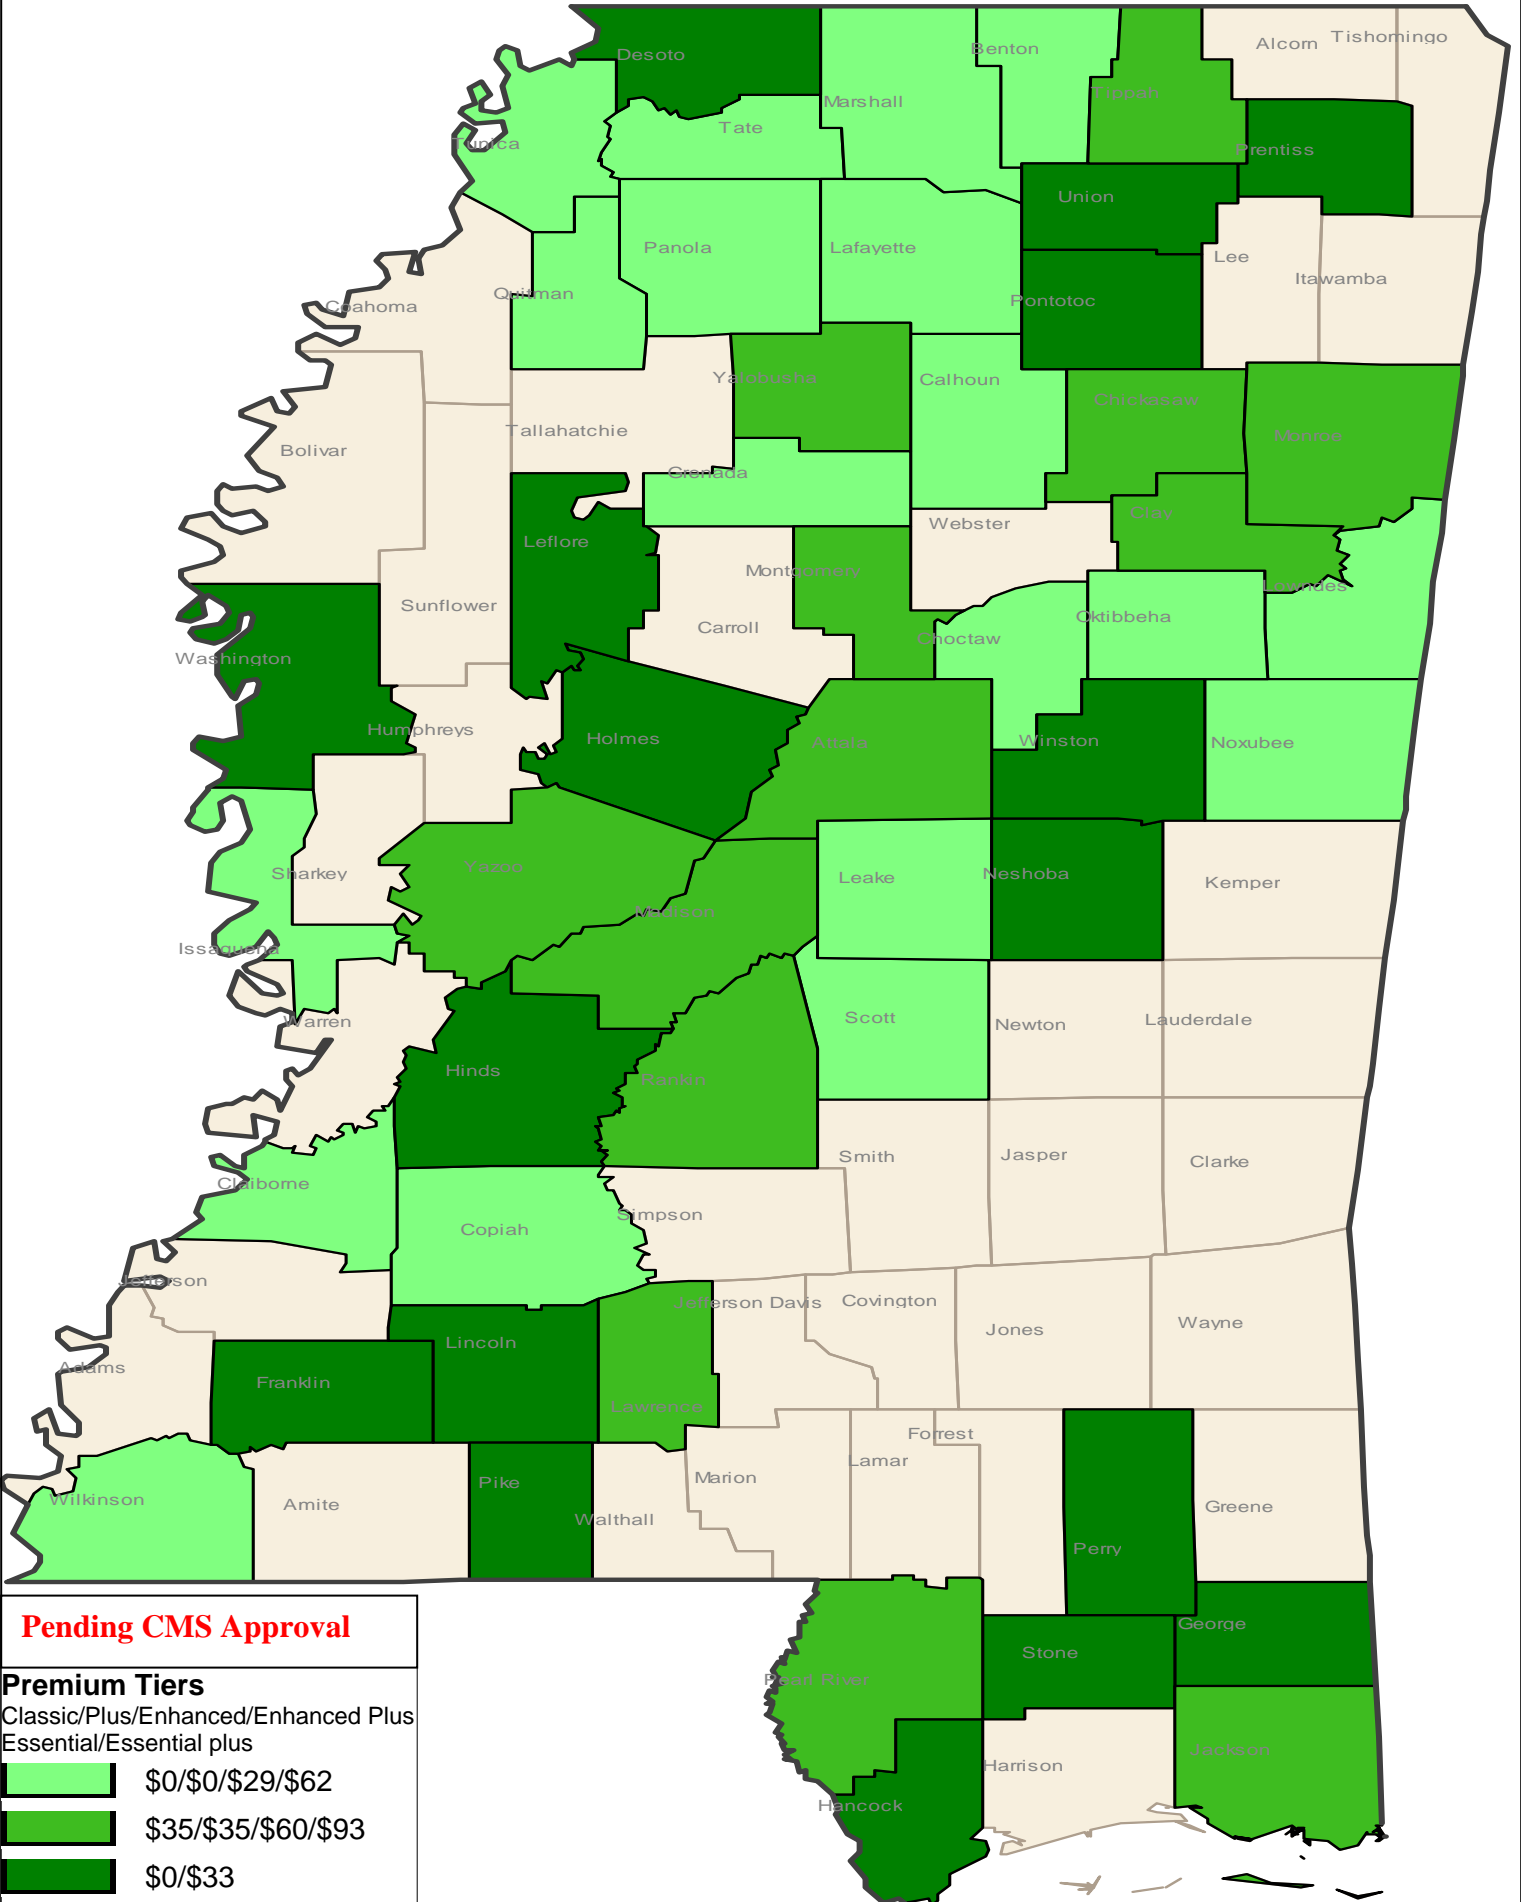 Desoto
Benton
Alcorn
Tishomingo
Marshall
Tippah
Tate
Tunica
Prentiss
Union
Panola
Lafayette
Lee
Itawamba
Quitman
Pontotoc
Coahoma
Yalobusha
Calhoun
Chickasaw
Tallahatchie
Monroe
Bolivar
Grenada
Clay
Webster
Leflore
Montgomery
Lowndes
Sunflower
Oktibbeha
Carroll
Choctaw
Washington
Humphreys
Holmes
Attala
Winston
Noxubee
Yazoo
Sharkey
Leake
Neshoba
Kemper
Madison
Issaquena
Warren
Scott
Newton
Lauderdale
Hinds
Rankin
Smith
Jasper
Clarke
Claiborne
Simpson
Copiah
Jefferson
Jefferson Davis
Covington
Jones
Wayne
Lincoln
Adams
Franklin
Lawrence
Forrest
Lamar
Marion
Pike
Wilkinson
Amite
Walthall
Greene
Perry
George
Stone
Pearl River
Jackson
Harrison
Hancock
Pending CMS Approval
Premium Tiers
Classic/Plus/Enhanced/Enhanced Plus
Essential/Essential plus
$0/$0/$29/$62
$35/$35/$60/$93
$0/$33